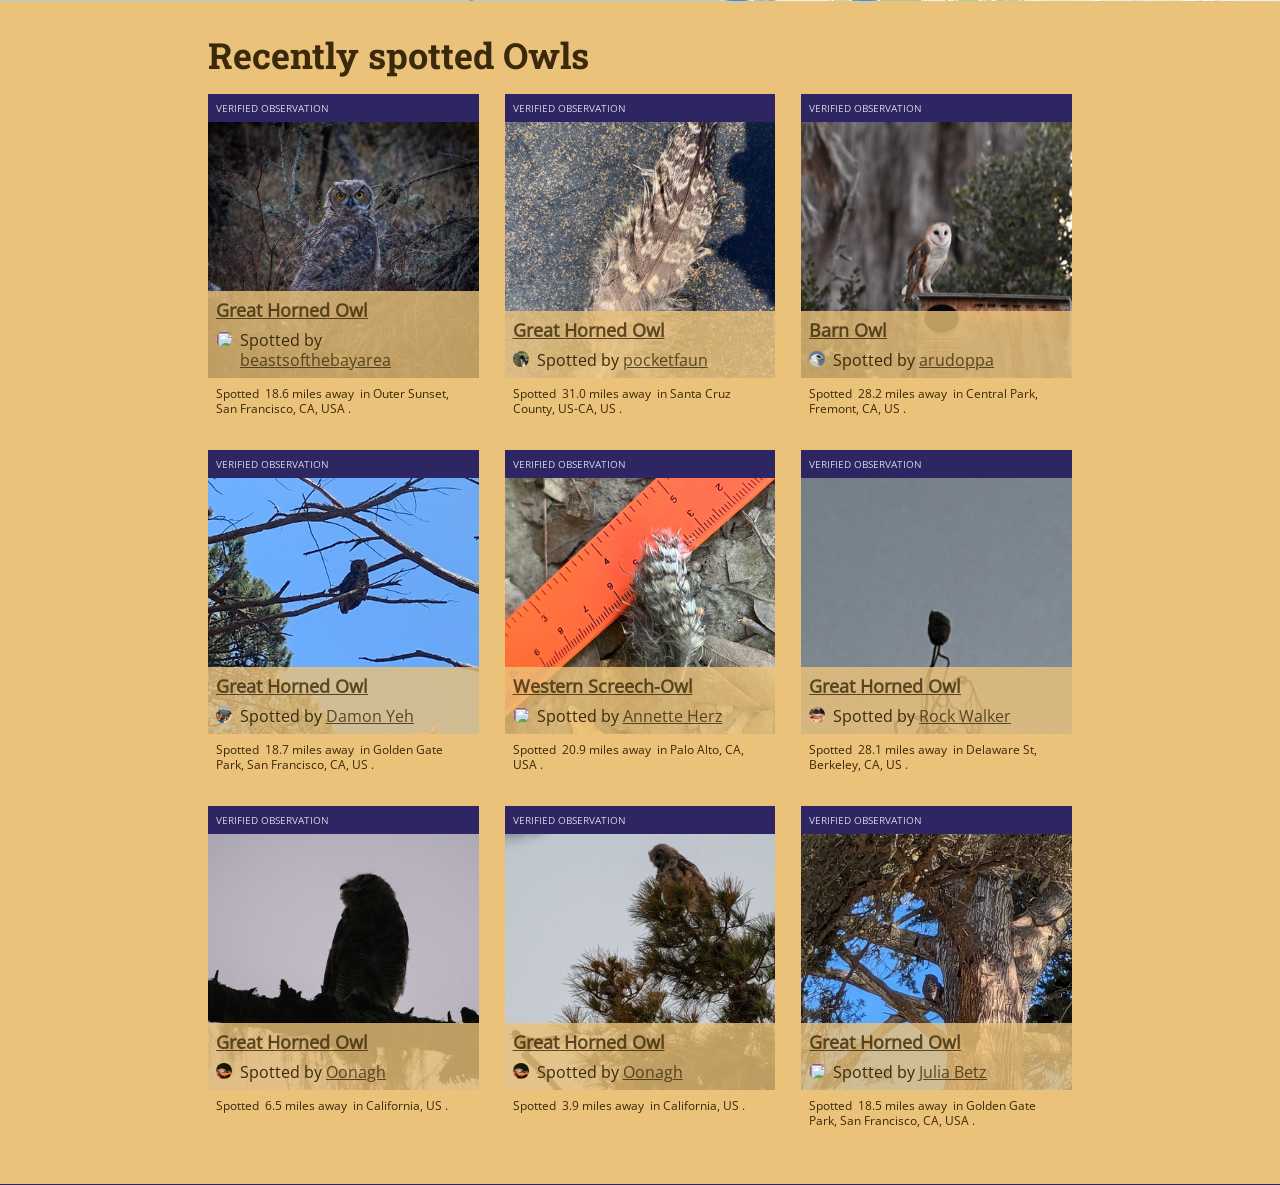 Recently spotted Owls
VERIFIED OBSERVATION
Great Horned Owl
Spotted by
beastsofthebayarea
Spotted 18.6 miles away in Outer Sunset,
San Francisco, CA, USA .
VERIFIED OBSERVATION
Great Horned Owl
Spotted by pocketfaun
Spotted 31.0 miles away in Santa Cruz
County, US-CA, US .
VERIFIED OBSERVATION
Barn Owl
Spotted by arudoppa
Spotted 28.2 miles away in Central Park,
Fremont, CA, US .
VERIFIED OBSERVATION
Great Horned Owl
Spotted by Damon Yeh
Spotted 18.7 miles away in Golden Gate
Park, San Francisco, CA, US .
VERIFIED OBSERVATION
Western Screech-Owl
Spotted by Annette Herz
Spotted 20.9 miles away in Palo Alto, CA,
USA .
VERIFIED OBSERVATION
Great Horned Owl
Spotted by Rock Walker
Spotted 28.1 miles away in Delaware St,
Berkeley, CA, US .
VERIFIED OBSERVATION
Great Horned Owl
Spotted by Oonagh
Spotted 6.5 miles away in California, US .
VERIFIED OBSERVATION
Great Horned Owl
Spotted by Oonagh
Spotted 3.9 miles away in California, US .
VERIFIED OBSERVATION
Great Horned Owl
Spotted by Julia Betz
Spotted 18.5 miles away in Golden Gate
Park, San Francisco, CA, USA .